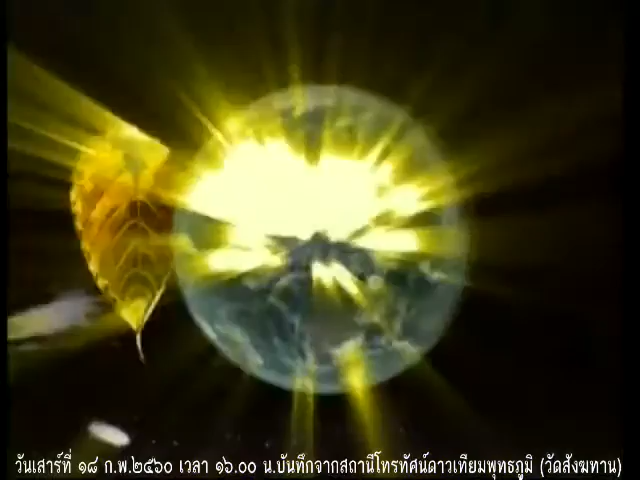 วันเสาร์ที่ ๑๘ ก.พ.๒๕๖๐ เวลา ๑๖.๐๐ น.บันทึกจากสถานีโทรทัศน์ดาวเทียมพุทธภูมิ (วัดสังฆทาน)